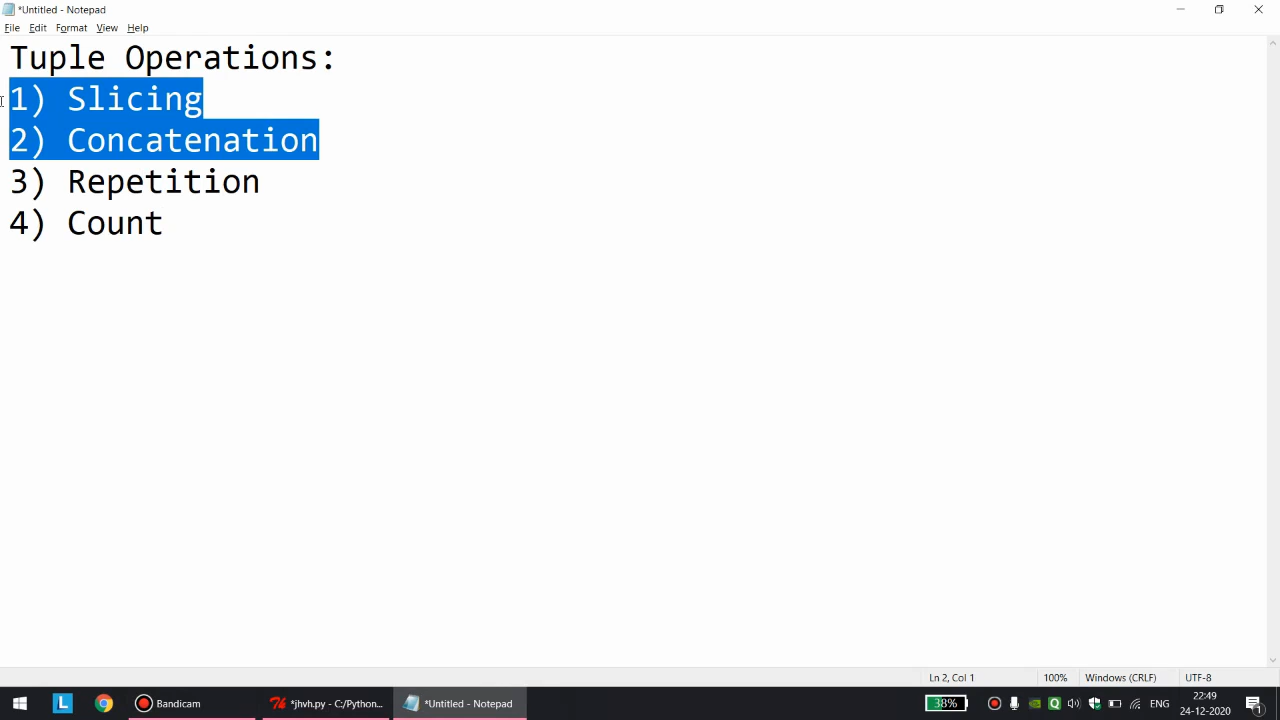 *Untitled - Notepad
File Edit Format View Help
Tuple Operations:
1) Slicing
2) Concatenation
3) Repetition
4) Count
Ln 2, Col 1 100% Windows (CRLF) UTF-8
L Bandicam *jhvh.py - C:/Python... *Untitled - Notepad 38% ENG 22:49
24-12-2020